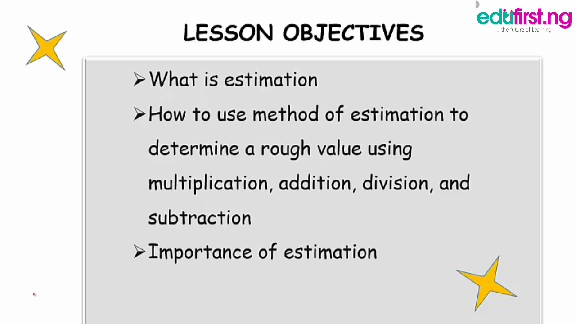 edufirst.ng
LESSON OBJECTIVES
➢What is estimation
➢How to use method of estimation to
determine a rough value using
multiplication, addition, division, and
subtraction
➢Importance of estimation